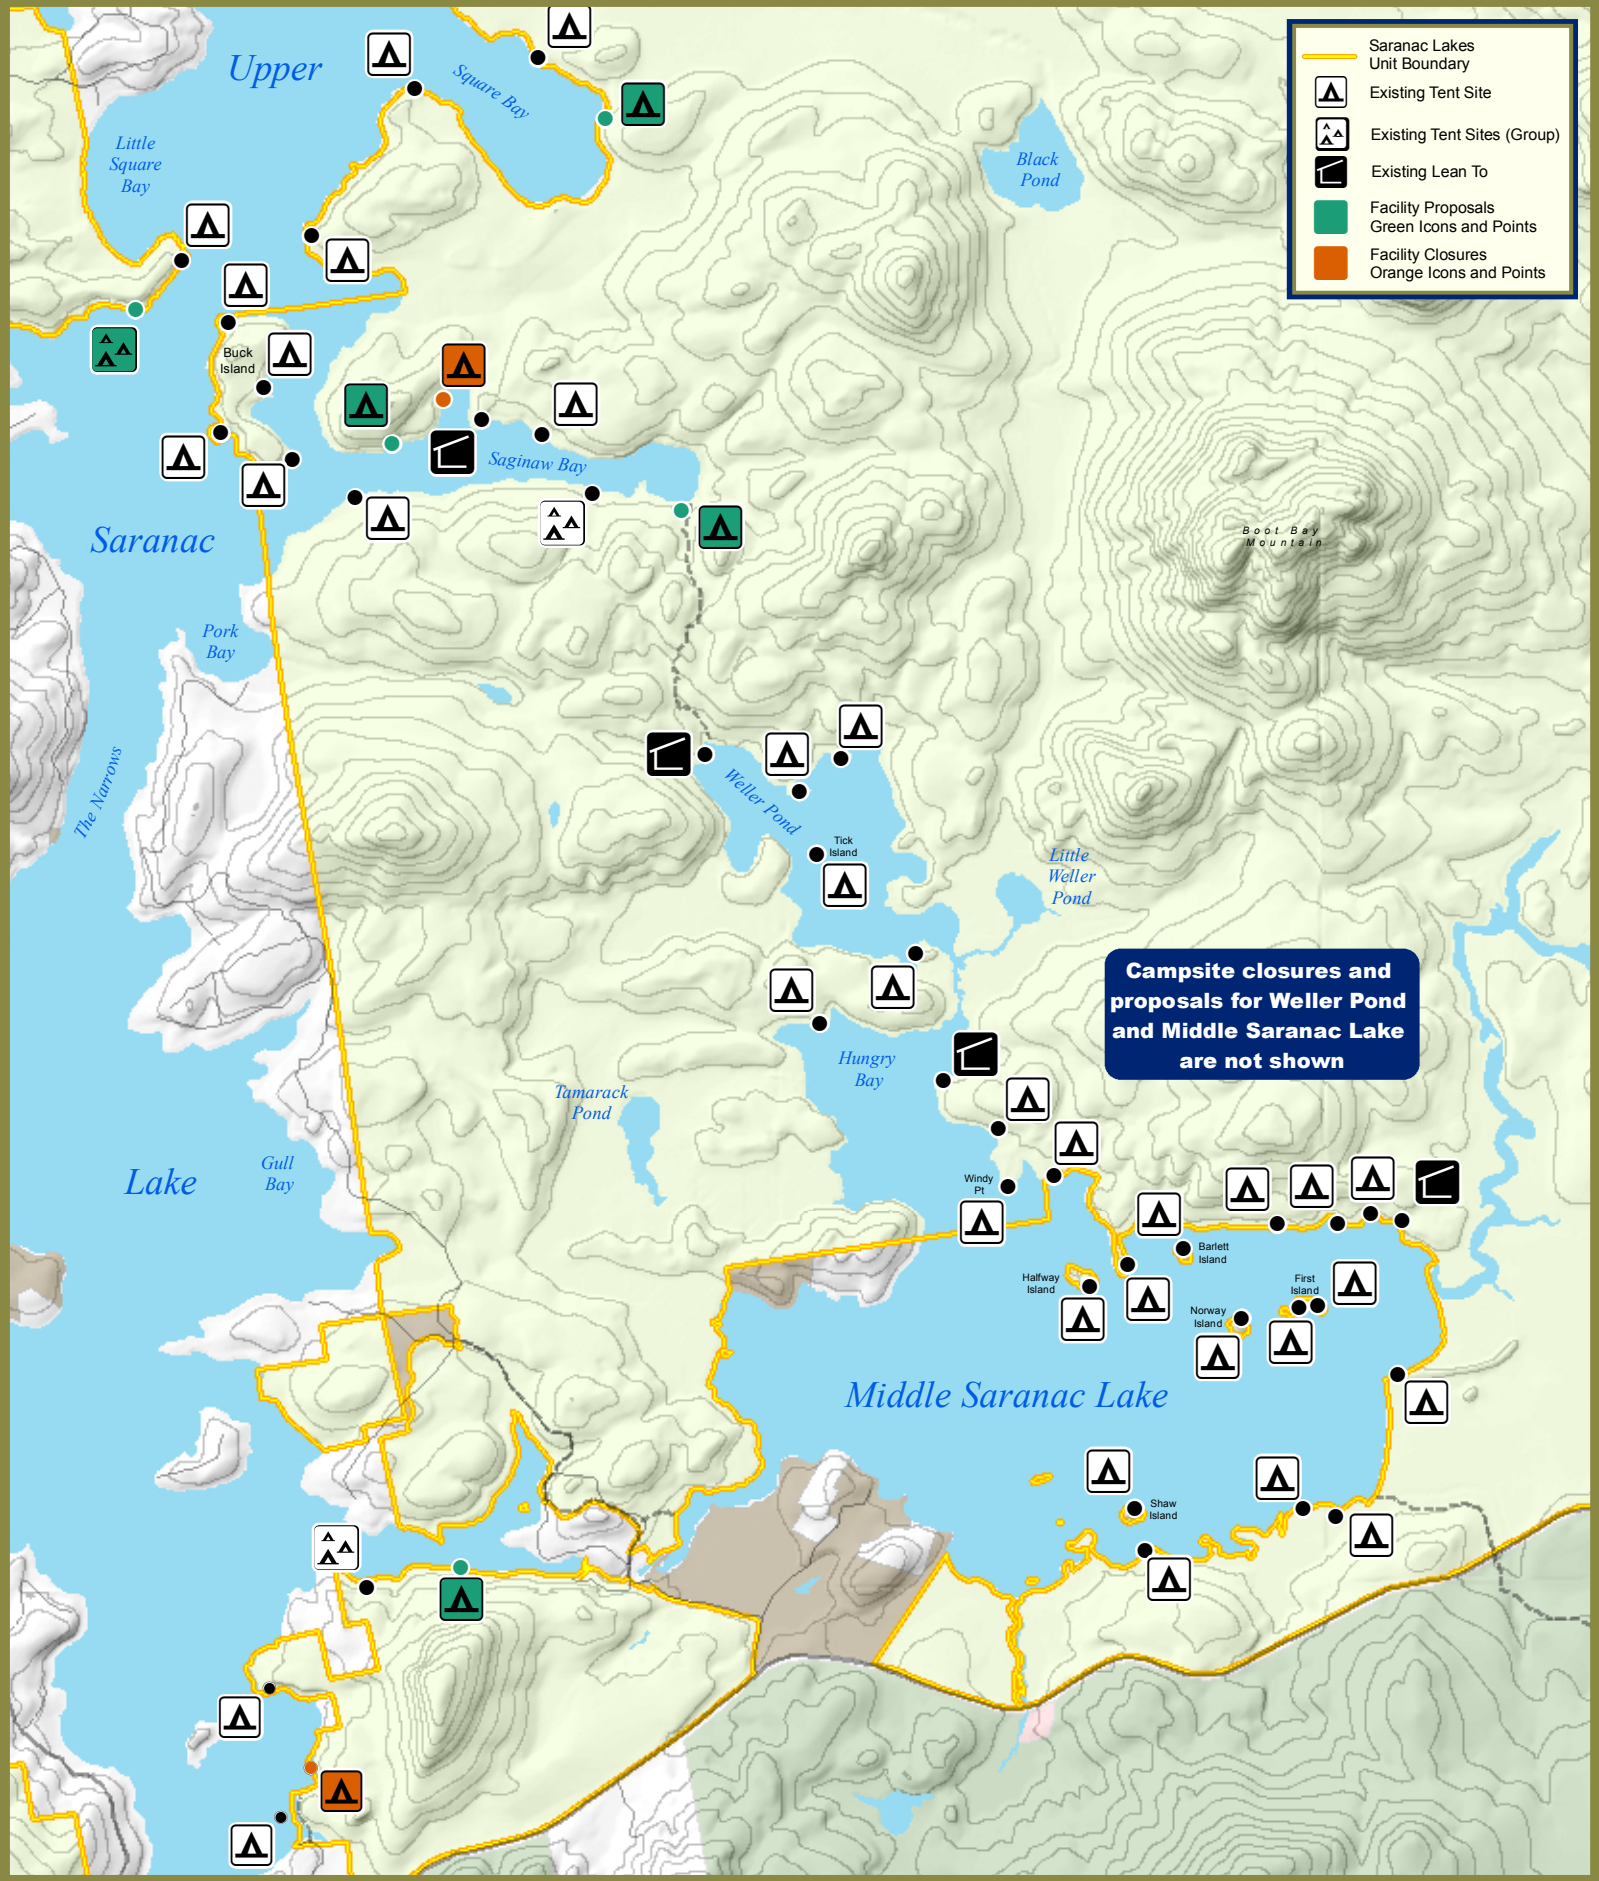 Upper
Square Bay
Little
Square
Bay
Black
Pond
Saranac Lakes
Unit Boundary
Existing Tent Site
Existing Tent Sites (Group)
Existing Lean To
Facility Proposals
Green Icons and Points
Facility Closures
Orange Icons and Points
Buck
Island
Saginaw Bay
Saranac
Boot Bay
Mountain
Pork
Bay
The Narrows
Weller Pond
Tick
Island
Little
Weller
Pond
Campsite closures and
proposals for Weller Pond
and Middle Saranac Lake
are not shown
Hungry
Bay
Tamarack
Pond
Lake
Gull
Bay
Windy
Pt
Barlett
Island
Halfway
Island
First
Island
Norway
Island
Middle Saranac Lake
Shaw
Island